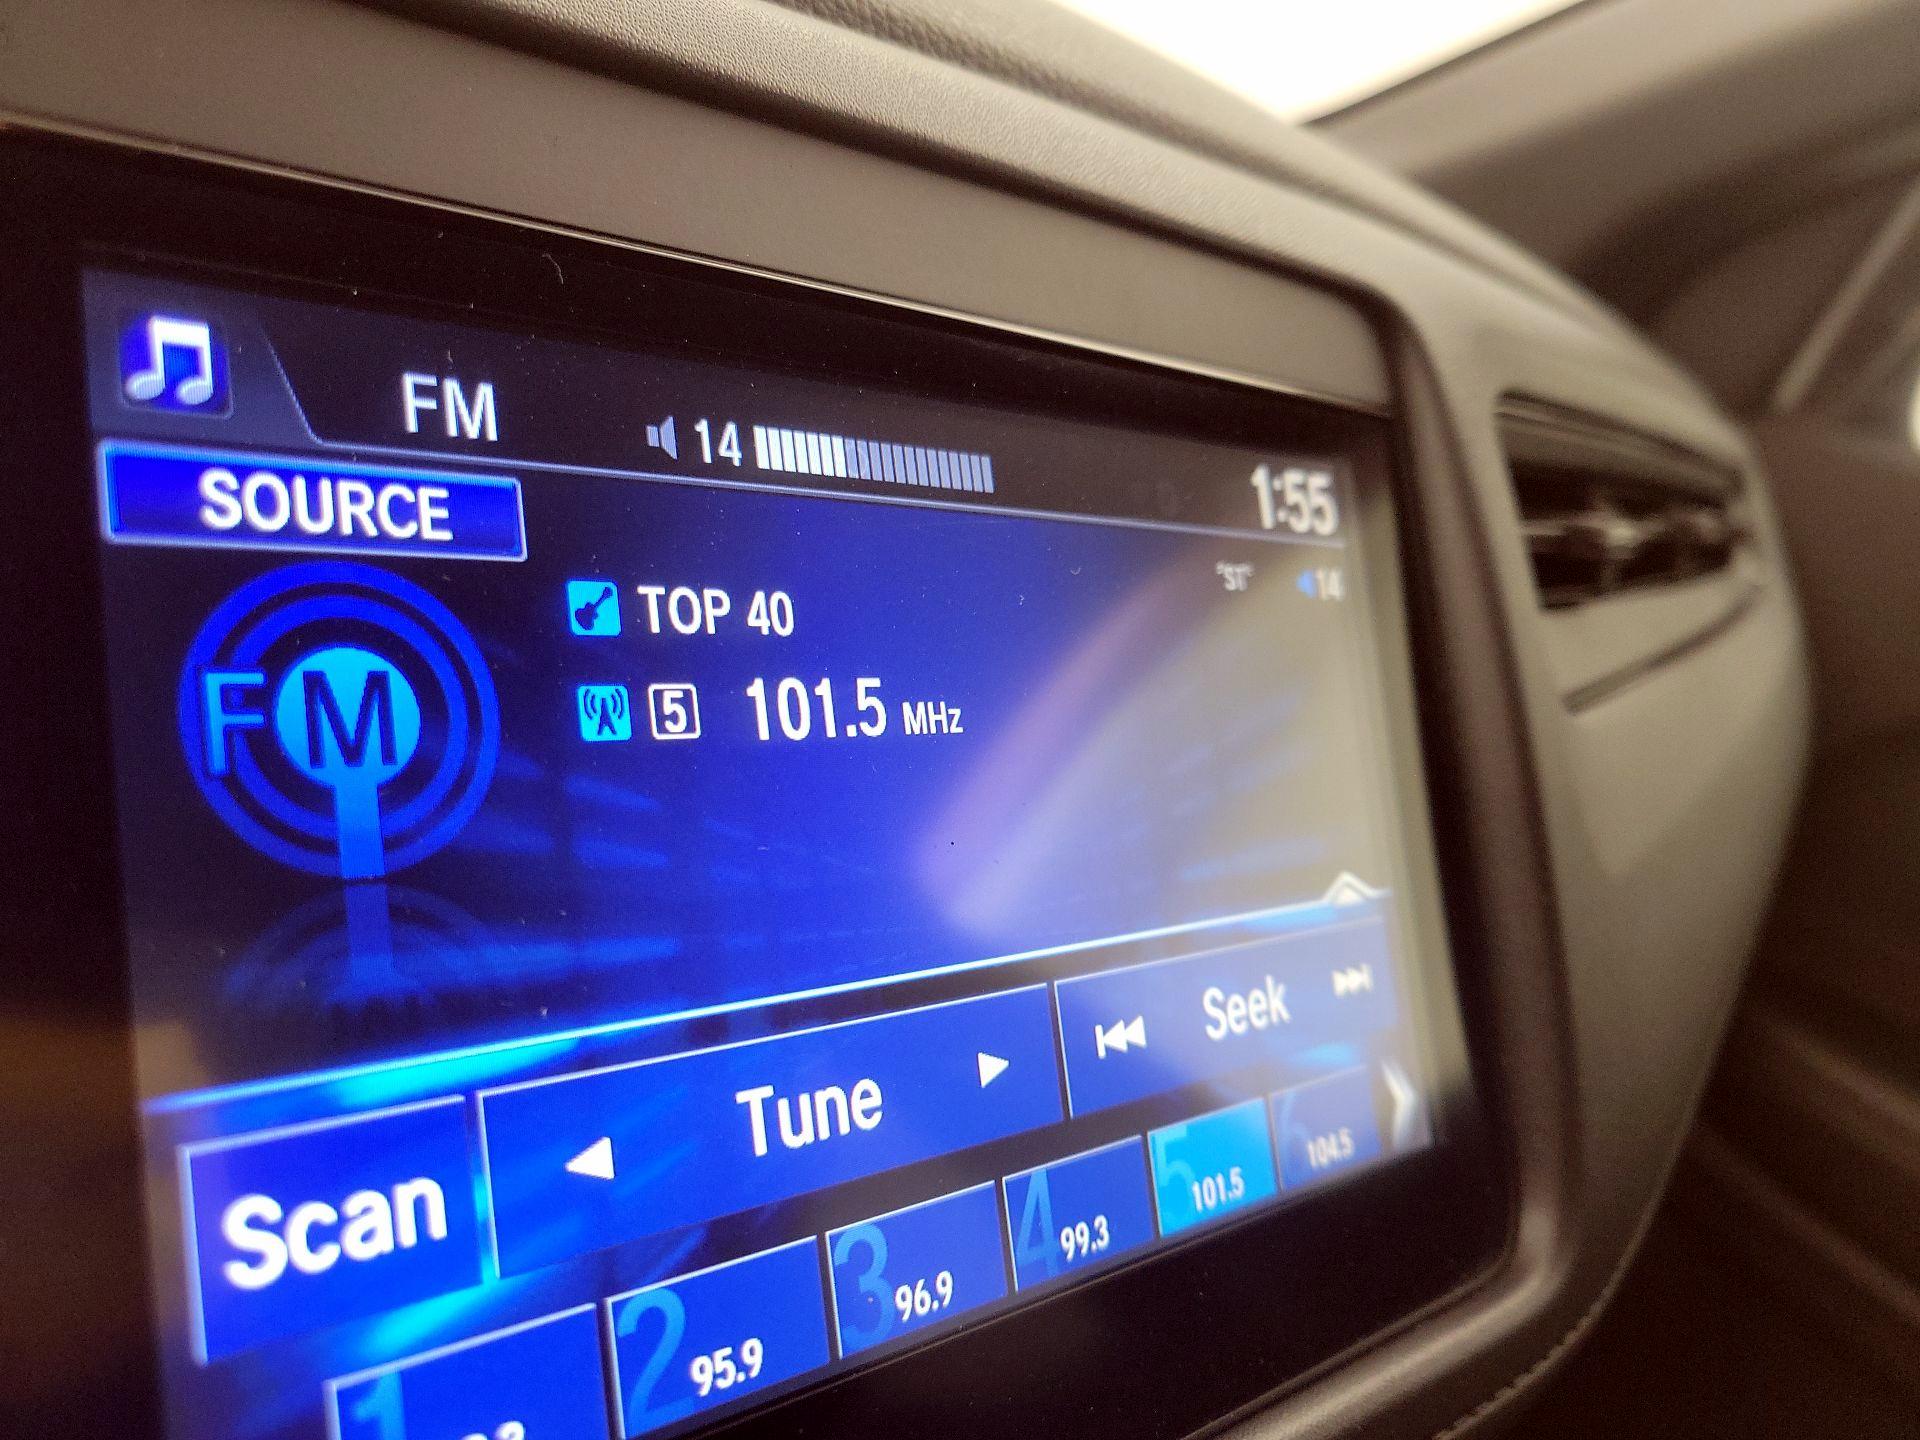 FM
14
1:55
SOURCE
"ST"
14
TOP 40
FM
5 101.5 MHz
Scan
Tune
Seek
1
2 95.9
3 96.9
4 99.3
5 101.5
6 104.5